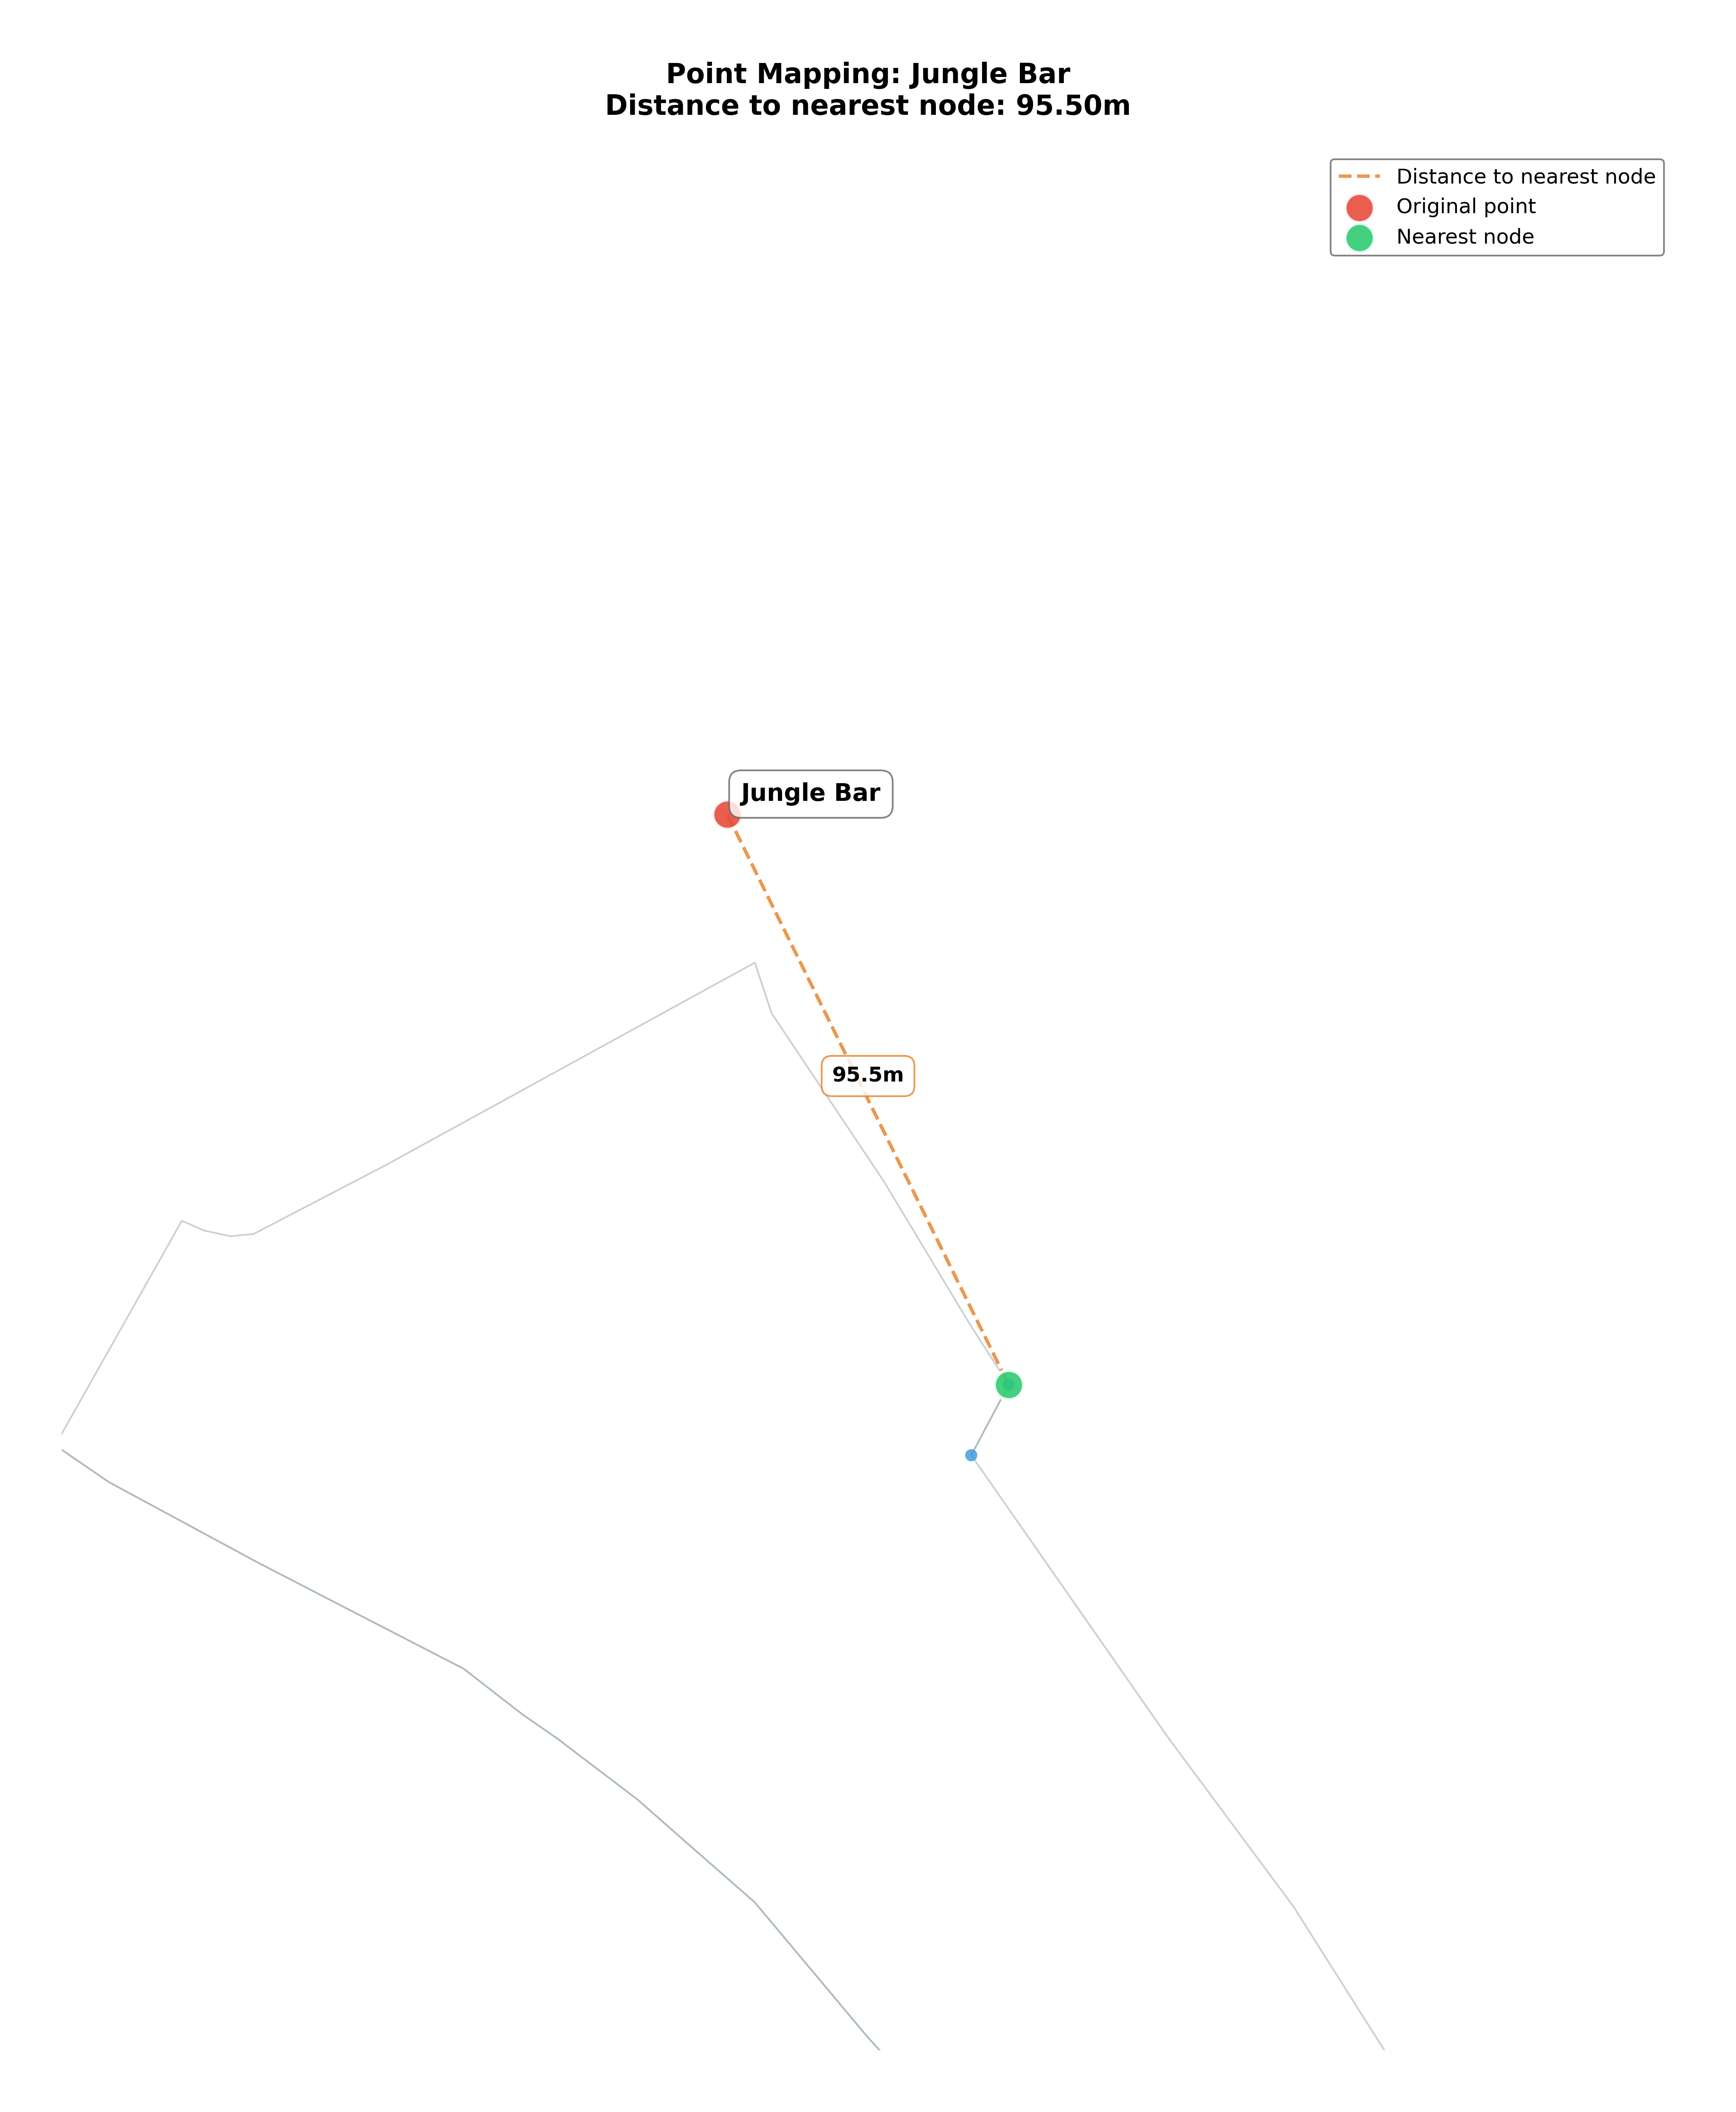 Point Mapping: Jungle Bar
Distance to nearest node: 95.50m
Distance to nearest node
Original point
Nearest node
Jungle Bar
95.5m